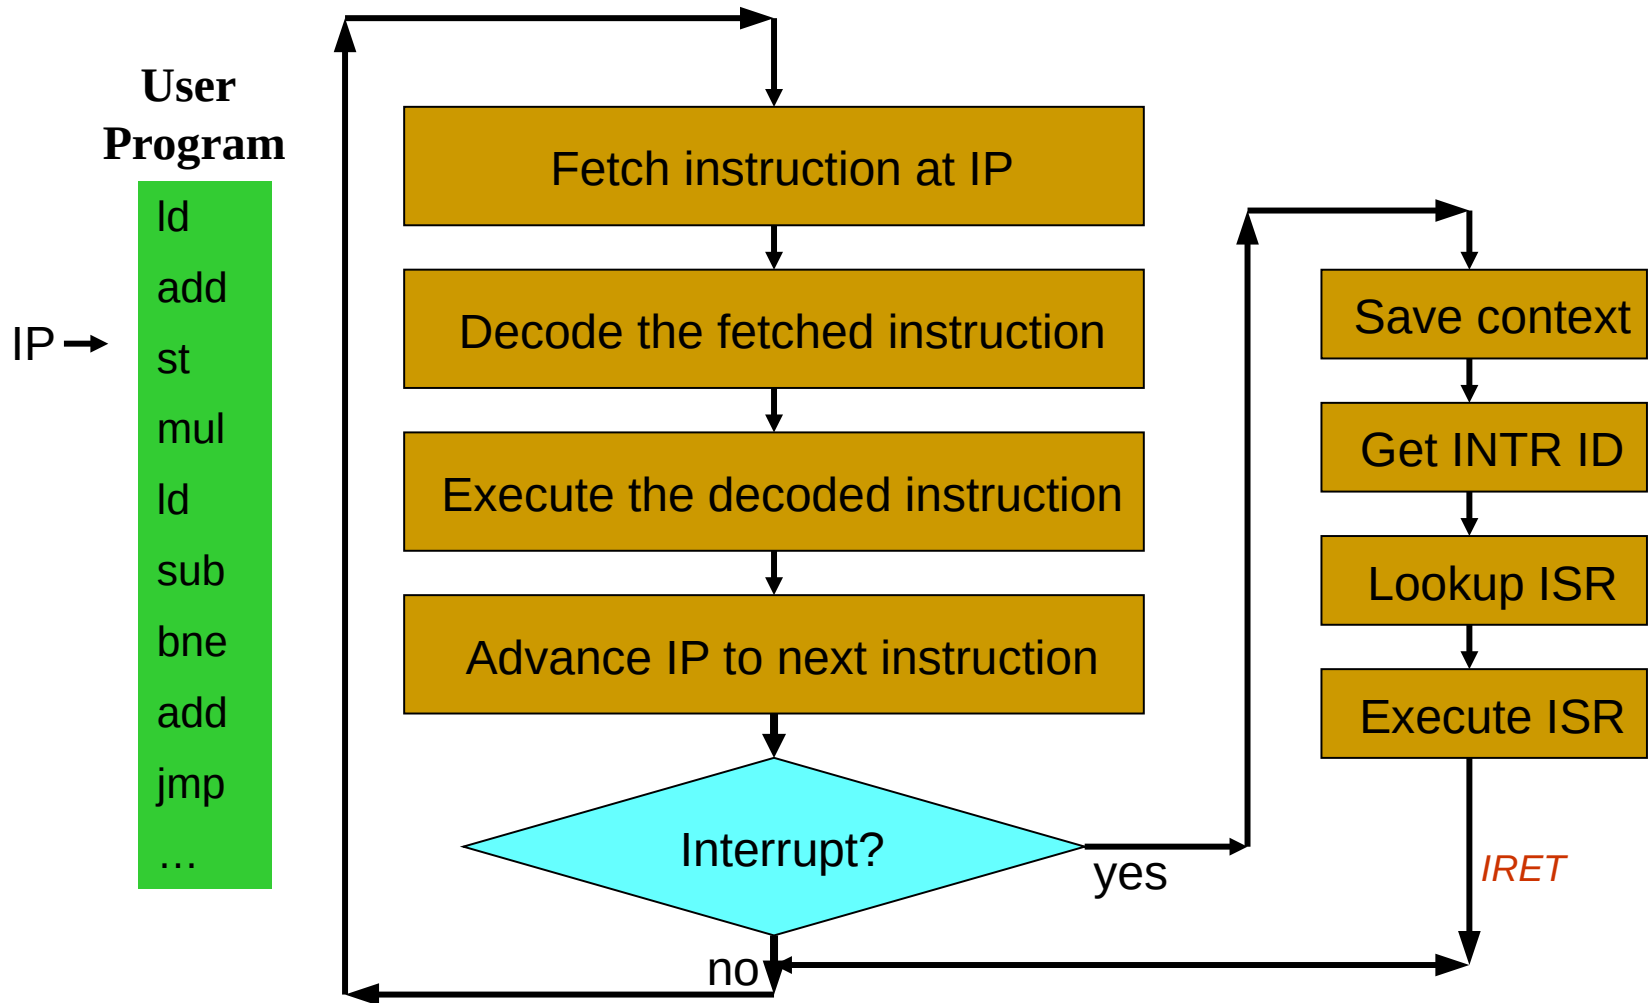 User
Program
IP
ld
add
st
mul
ld
sub
bne
add
jmp
…
Fetch instruction at IP
Decode the fetched instruction
Execute the decoded instruction
Advance IP to next instruction
Interrupt?
yes
no
Save context
Get INTR ID
Lookup ISR
Execute ISR
IRET